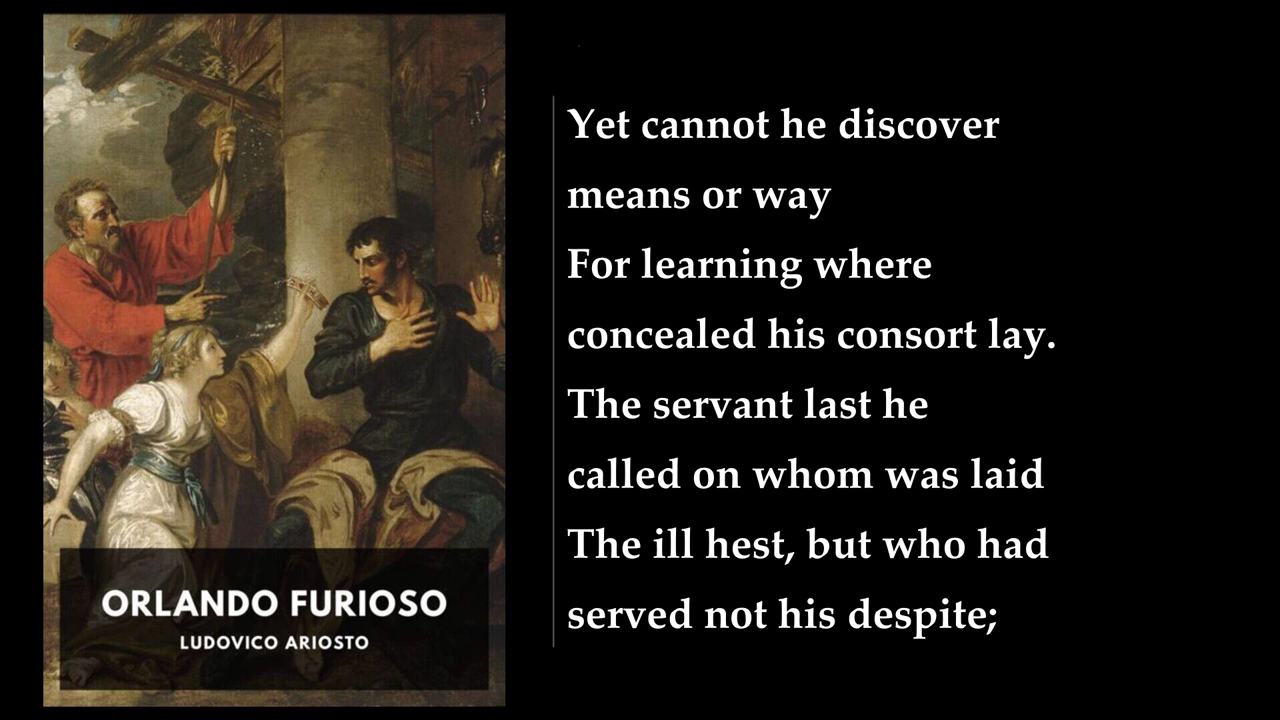 ORLANDO FURIOSO
LUDOVICO ARIOSTO
Yet cannot he discover
means or way
For learning where
concealed his consort lay.
The servant last he
called on whom was laid
The ill hest, but who had
served not his despite;